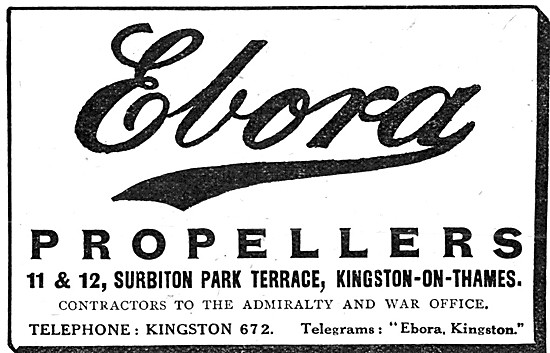 Ebora
PROPELLERS
11 & 12, SURBITON PARK TERRACE, KINGSTON-ON-THAMES.
CONTRACTORS TO THE ADMIRALTY AND WAR OFFICE.
TELEPHONE: KINGSTON 672. Telegrams: "Ebora, Kingston."